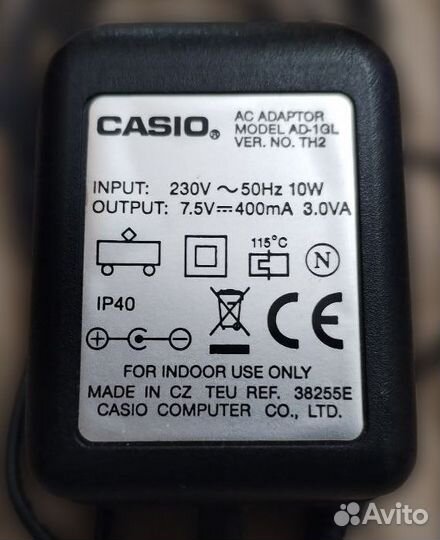 CASIO®
AC ADAPTOR
MODEL AD-1GL
VER. NO. TH2
INPUT: 230V ~ 50Hz 10W
OUTPUT: 7.5V⎓400mA 3.0VA
115°C
N
IP40
CE
FOR INDOOR USE ONLY
MADE IN CZ TEU REF. 38255E
CASIO COMPUTER CO., LTD.
Avito